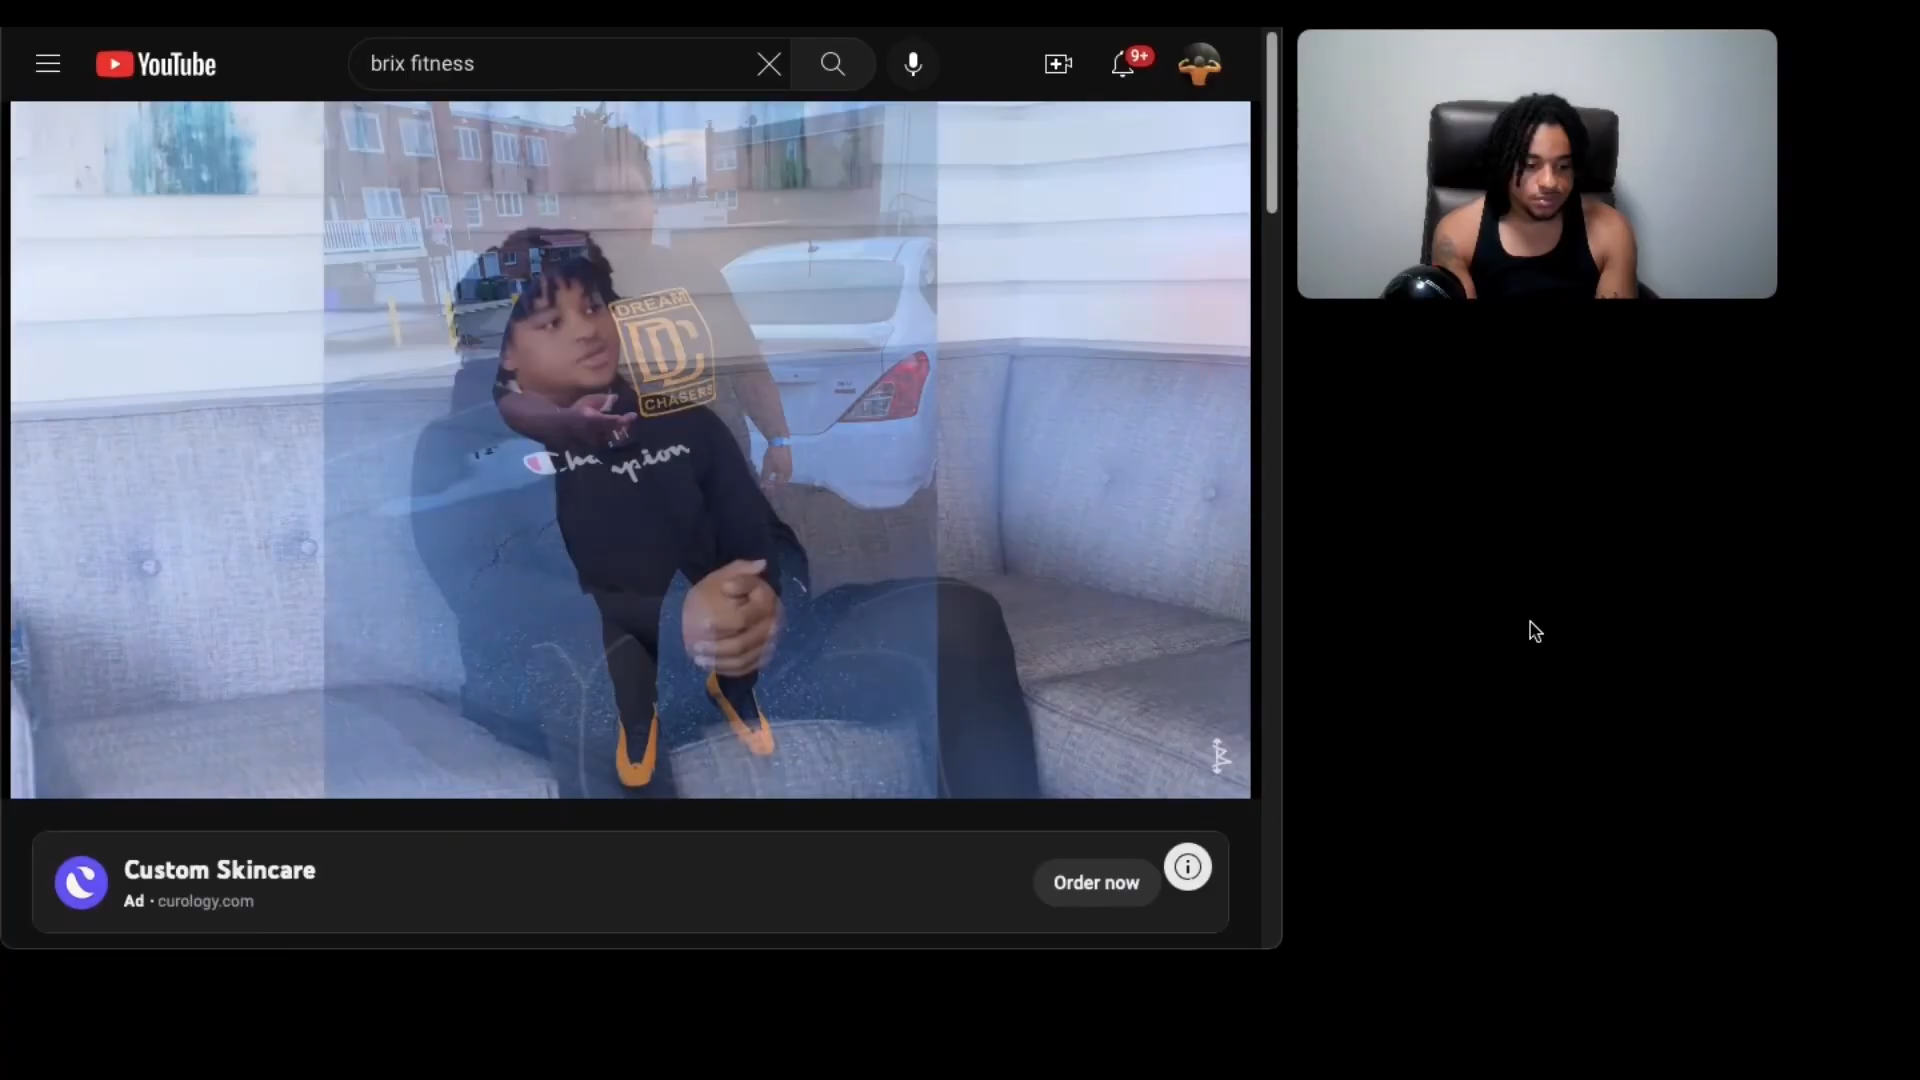 YouTube
brix fitness
9+
DREAM
DC
CHASERS
Champion
Custom Skincare
Ad · curology.com
Order now